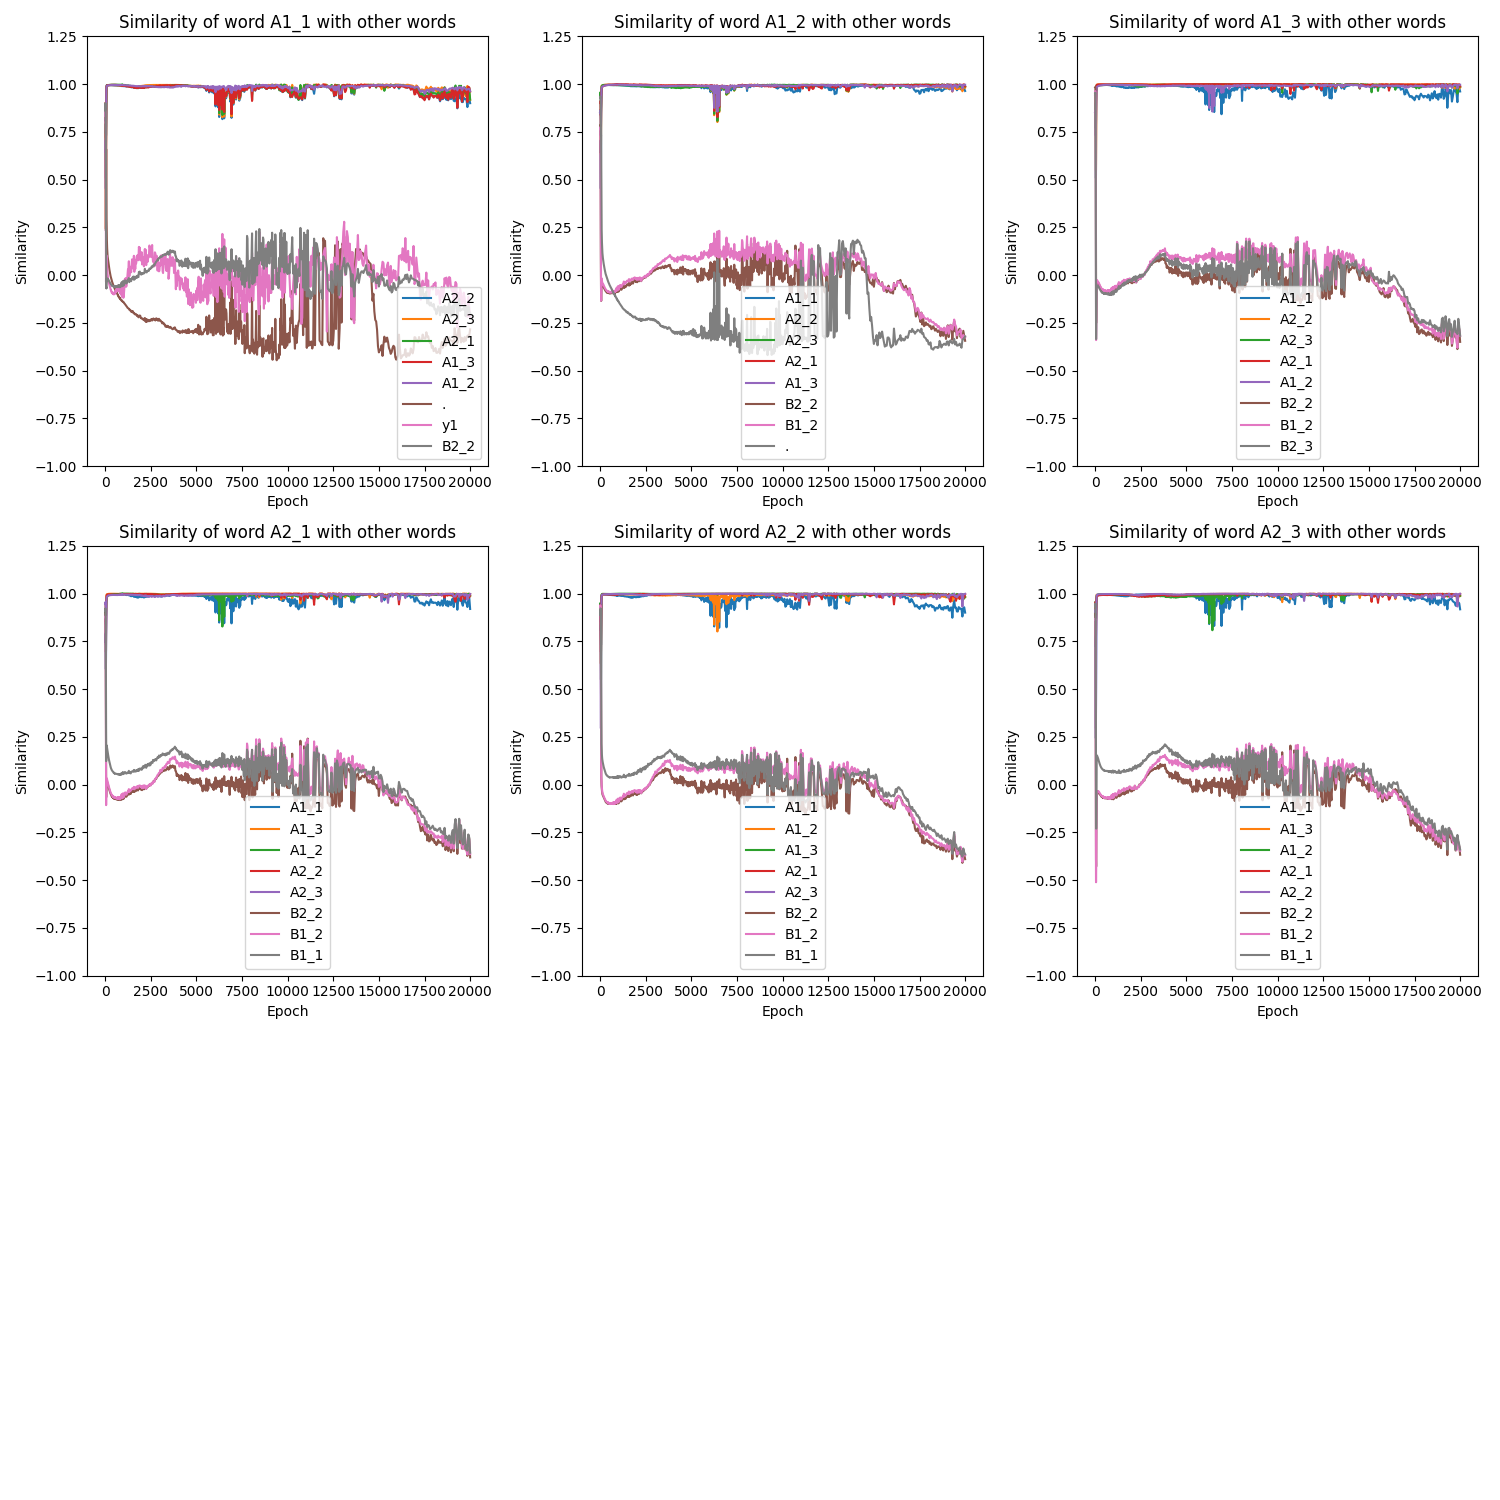 Similarity of word A1_1 with other words
Similarity
1.25
1.00
0.75
0.50
0.25
0.00
−0.25
−0.50
−0.75
−1.00
A2_2
A2_3
A2_1
A1_3
A1_2
.
y1
B2_2
0 2500 5000 7500 10000 12500 15000 17500 20000
Epoch
Similarity of word A1_2 with other words
Similarity
1.25
1.00
0.75
0.50
0.25
0.00
−0.25
−0.50
−0.75
−1.00
A1_1
A2_2
A2_3
A2_1
A1_3
B2_2
B1_2
.
0 2500 5000 7500 10000 12500 15000 17500 20000
Epoch
Similarity of word A1_3 with other words
Similarity
1.25
1.00
0.75
0.50
0.25
0.00
−0.25
−0.50
−0.75
−1.00
A1_1
A2_2
A2_3
A2_1
A1_2
B2_2
B1_2
B2_3
0 2500 5000 7500 10000 12500 15000 17500 20000
Epoch
Similarity of word A2_1 with other words
Similarity
1.25
1.00
0.75
0.50
0.25
0.00
−0.25
−0.50
−0.75
−1.00
A1_1
A1_3
A1_2
A2_2
A2_3
B2_2
B1_2
B1_1
0 2500 5000 7500 10000 12500 15000 17500 20000
Epoch
Similarity of word A2_2 with other words
Similarity
1.25
1.00
0.75
0.50
0.25
0.00
−0.25
−0.50
−0.75
−1.00
A1_1
A1_2
A1_3
A2_1
A2_3
B2_2
B1_2
B1_1
0 2500 5000 7500 10000 12500 15000 17500 20000
Epoch
Similarity of word A2_3 with other words
Similarity
1.25
1.00
0.75
0.50
0.25
0.00
−0.25
−0.50
−0.75
−1.00
A1_1
A1_3
A1_2
A2_1
A2_2
B2_2
B1_2
B1_1
0 2500 5000 7500 10000 12500 15000 17500 20000
Epoch